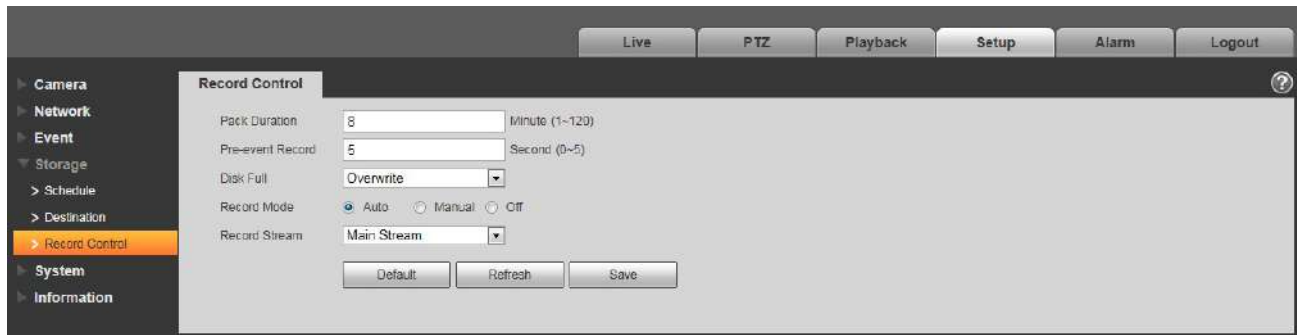 Live PTZ Playback Setup Alarm Logout
Camera
Network
Event
Storage
> Schedule
> Destination
> Record Control
System
Information
Record Control
?
Pack Duration 8 Minute (1~120)
Pre-event Record 5 Second (0~5)
Disk Full Overwrite
Record Mode Auto Manual Off
Record Stream Main Stream
Default Refresh Save